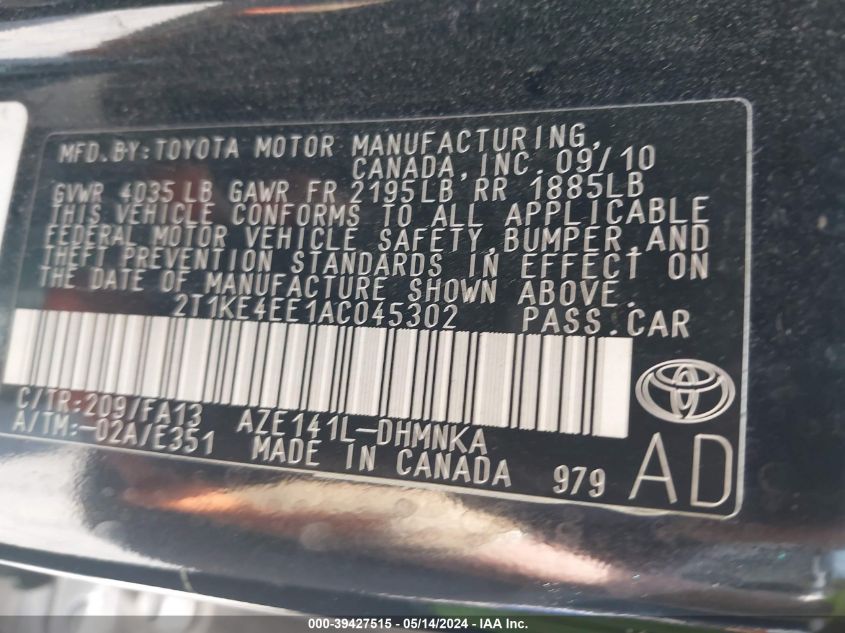 MFD.BY:TOYOTA MOTOR MANUFACTURING,
CANADA,INC.09/10
GVWR 4035LB GAWR FR 2195LB RR 1885LB
THIS VEHICLE CONFORMS TO ALL APPLICABLE
FEDERAL MOTOR VEHICLE SAFETY,BUMPER,AND
THEFT PREVENTION STANDARDS IN EFFECT ON
THE DATE OF MANUFACTURE SHOWN ABOVE.
2T1KE4EE1AC045302 PASS.CAR
C/TR:209/FA13 AZE141L-DHMNKA
A/TM:-02A/E351 MADE IN CANADA 979 AD
000-39427515 - 05/14/2024 - IAA Inc.